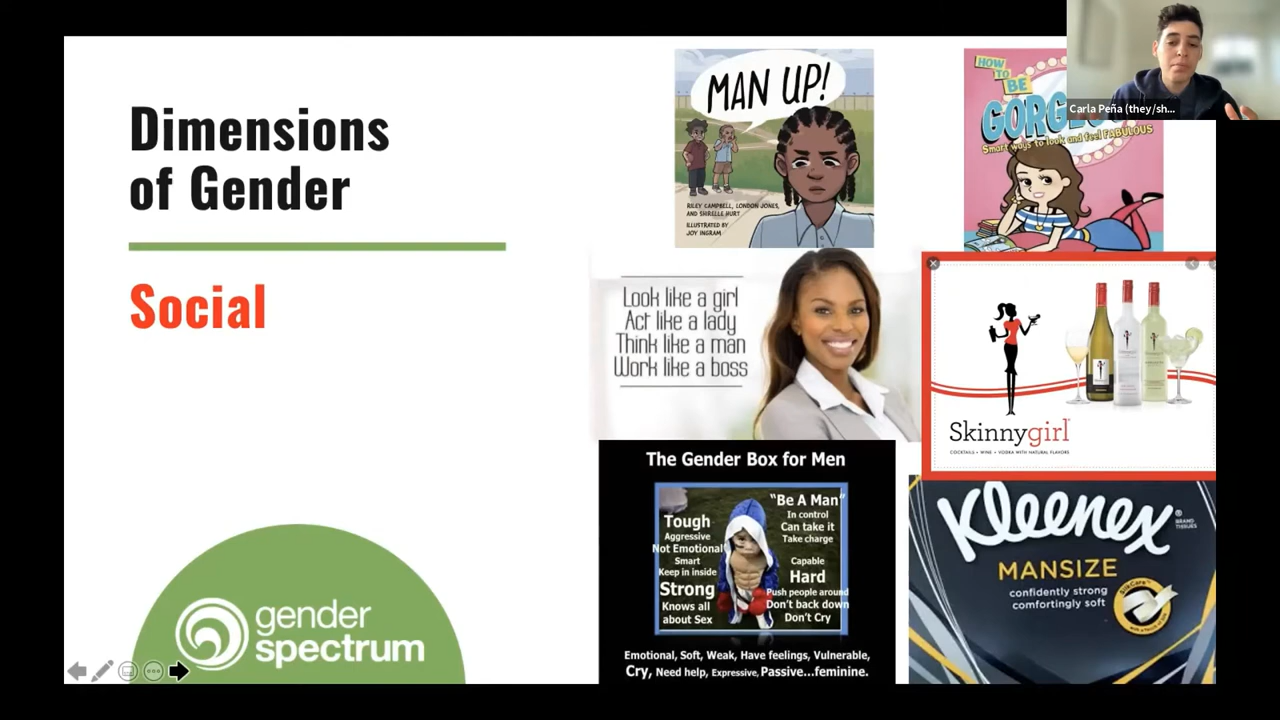 Dimensions
of Gender
Social
gender
spectrum
MAN UP!
RILEY CAMPBELL, LONDON JONES,
AND SHIRELLE HURT
ILLUSTRATED BY
JOY INGRAM
HOW
TO
BE
Smart ways to look and feel FABULOUS
Carla Peña (they/sh...
Look like a girl
Act like a lady
Think like a man
Work like a boss
Skinnygirl
COCKTAILS • WINE • VODKA WITH NATURAL FLAVORS
The Gender Box for Men
Tough
Aggressive
Not Emotional
Smart
Keep in inside
Strong
Knows all
about Sex
"Be A Man"
In control
Can take it
Take charge
Capable
Hard
Push people around
Don't back down
Don't Cry
Emotional, Soft, Weak, Have feelings, Vulnerable,
Cry, Need help, Expressive, Passive...feminine.
Kleenex®
BRAND
TISSUES
MANSIZE
confidently strong
comfortingly soft